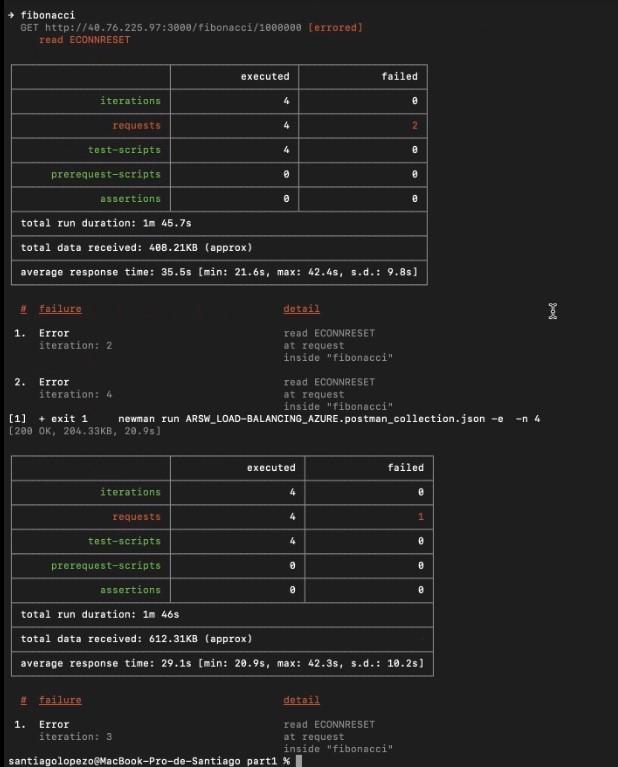 → fibonacci
GET http://40.76.225.97:3000/fibonacci/1000000 [errored]
read ECONNRESET
executed failed
iterations 4 0
requests 4 2
test-scripts 4 0
prerequest-scripts 0 0
assertions 0 0
total run duration: 1m 45.7s
total data received: 408.21KB (approx)
average response time: 35.5s [min: 21.6s, max: 42.4s, s.d.: 9.8s]
# failure detail
1. Error read ECONNRESET
iteration: 2 at request
inside "fibonacci"
2. Error read ECONNRESET
iteration: 4 at request
inside "fibonacci"
[1] + exit 1 newman run ARSW_LOAD-BALANCING_AZURE.postman_collection.json -e -n 4
[200 OK, 204.33KB, 20.9s]
executed failed
iterations 4 0
requests 4 1
test-scripts 4 0
prerequest-scripts 0 0
assertions 0 0
total run duration: 1m 46s
total data received: 612.31KB (approx)
average response time: 29.1s [min: 20.9s, max: 42.3s, s.d.: 10.2s]
# failure detail
1. Error read ECONNRESET
iteration: 3 at request
inside "fibonacci"
santiagolopezo@MacBook-Pro-de-Santiago part1 %